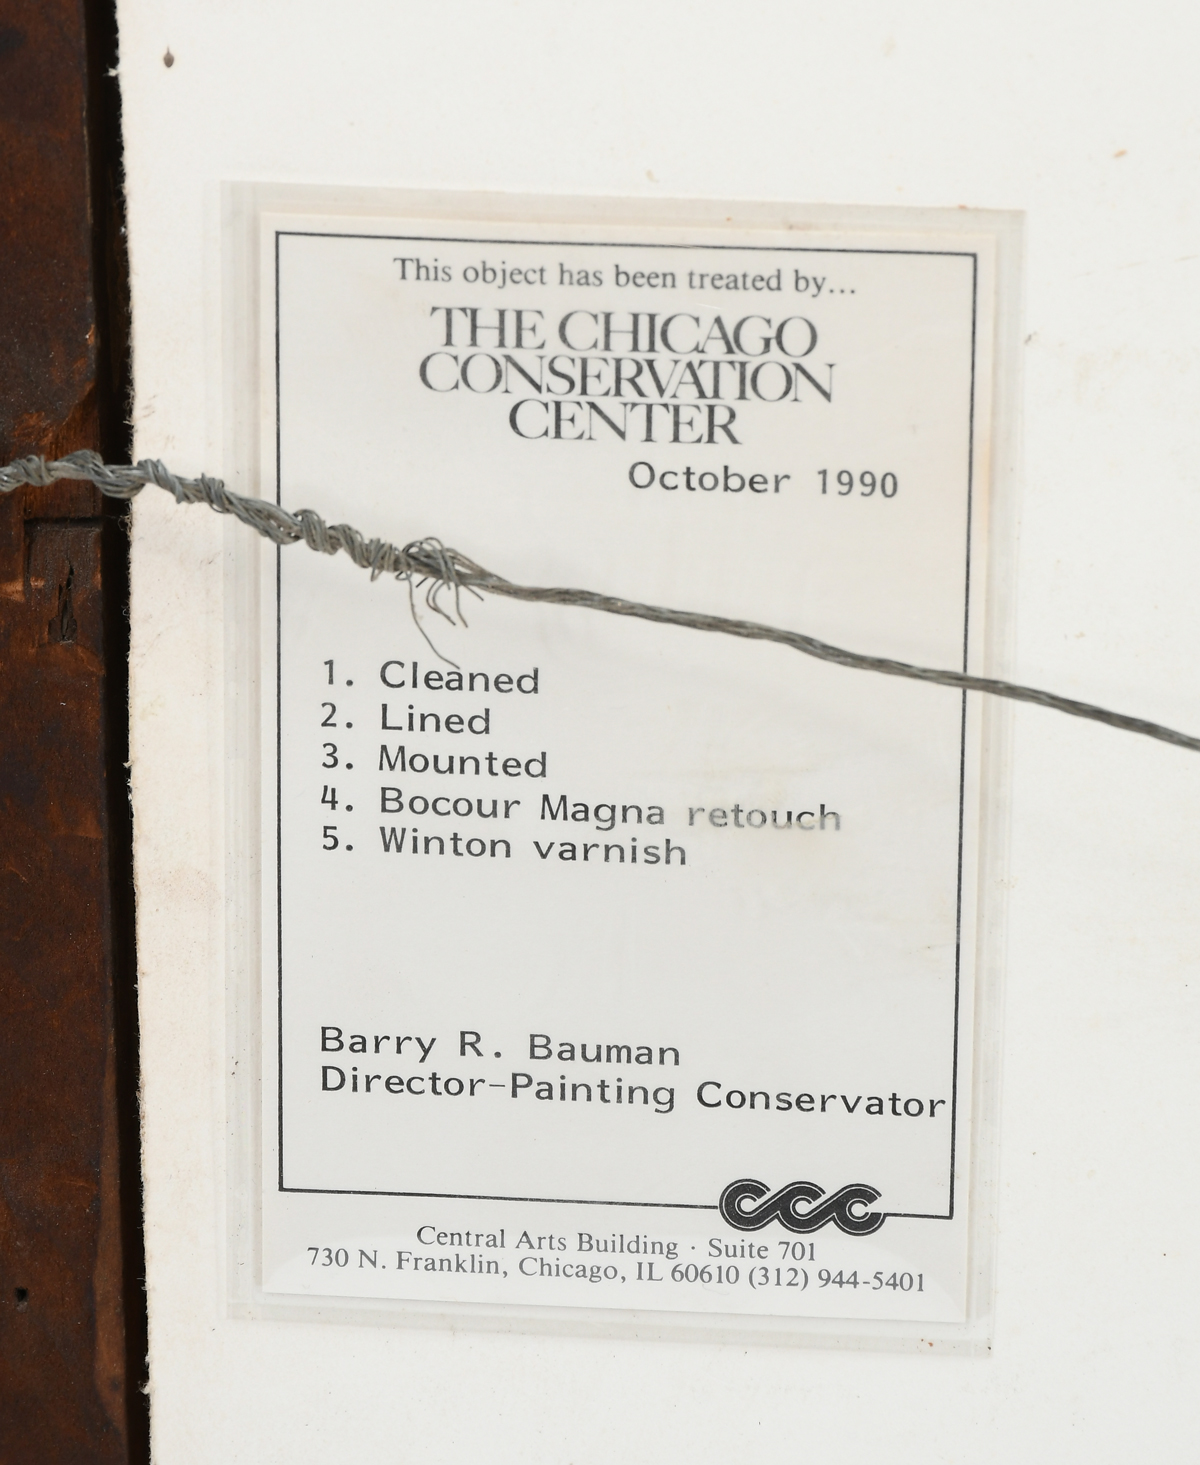 This object has been treated by...
THE CHICAGO
CONSERVATION
CENTER
October 1990
1. Cleaned
2. Lined
3. Mounted
4. Bocour Magna retouch
5. Winton varnish
Barry R. Bauman
Director-Painting Conservator
CCC
Central Arts Building · Suite 701
730 N. Franklin, Chicago, IL 60610 (312) 944-5401